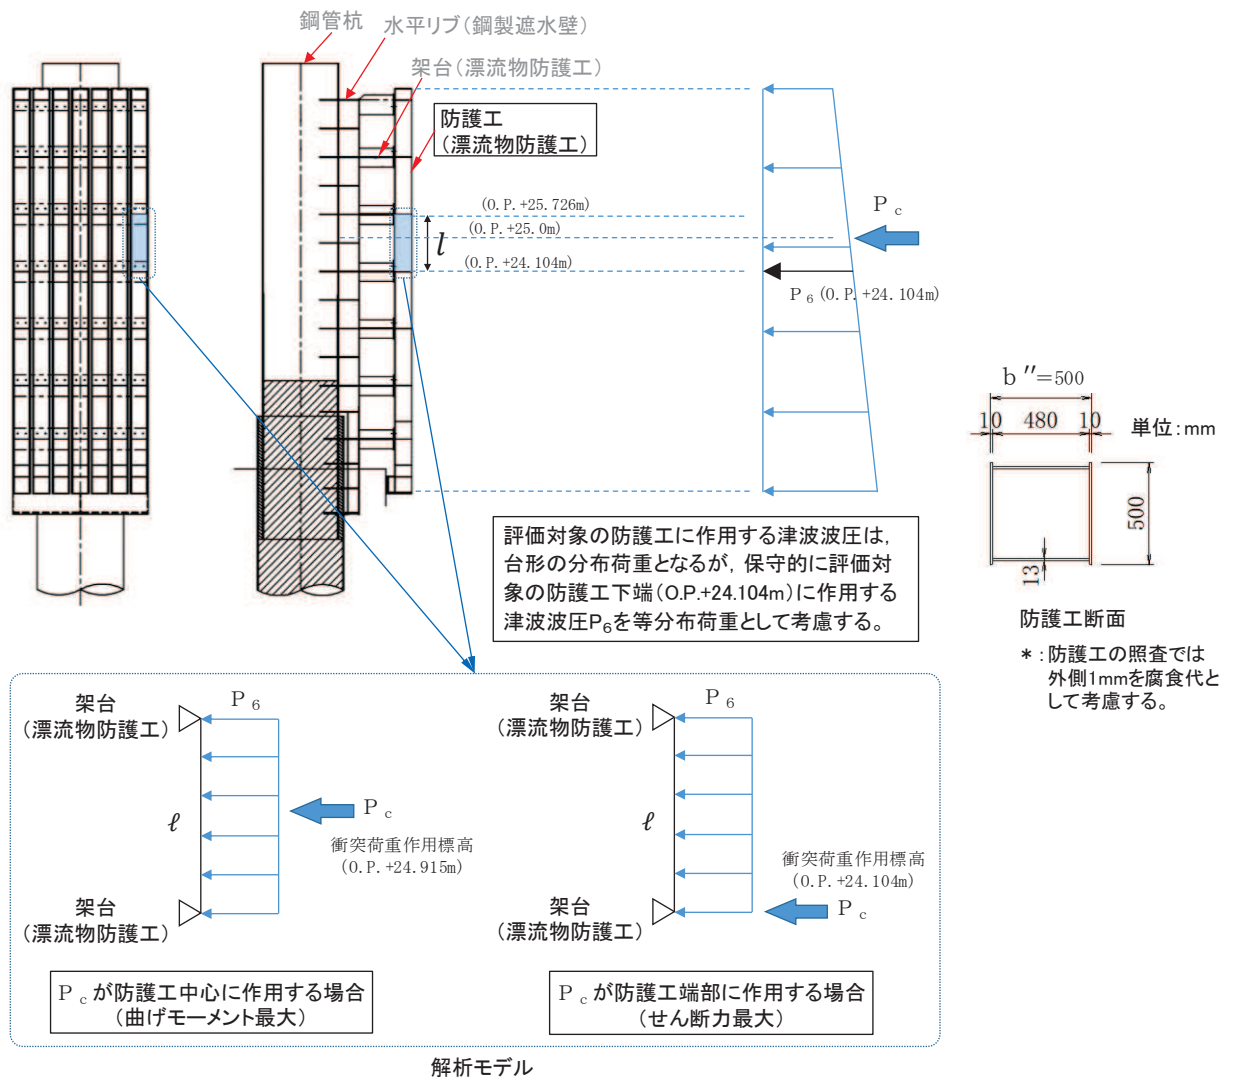 鋼管杭
水平リブ(鋼製遮水壁)
架台(漂流物防護工)
防護工
(漂流物防護工)
(O.P.+25.726m)
(O.P.+25.0m)
l
(O.P.+24.104m)
Pc
P6(O.P.+24.104m)
b″=500
10 480 10
単位:mm
500
13
防護工断面
*:防護工の照査では
外側1mmを腐食代と
して考慮する。
評価対象の防護工に作用する津波波圧は,
台形の分布荷重となるが, 保守的に評価対
象の防護工下端(O.P.+24.104m)に作用する
津波波圧P6を等分布荷重として考慮する。
架台
(漂流物防護工)
P6
ℓ
Pc
衝突荷重作用標高
(O.P.+24.915m)
架台
(漂流物防護工)
Pcが防護工中心に作用する場合
(曲げモーメント最大)
架台
(漂流物防護工)
P6
ℓ
衝突荷重作用標高
(O.P.+24.104m)
Pc
架台
(漂流物防護工)
Pcが防護工端部に作用する場合
(せん断力最大)
解析モデル